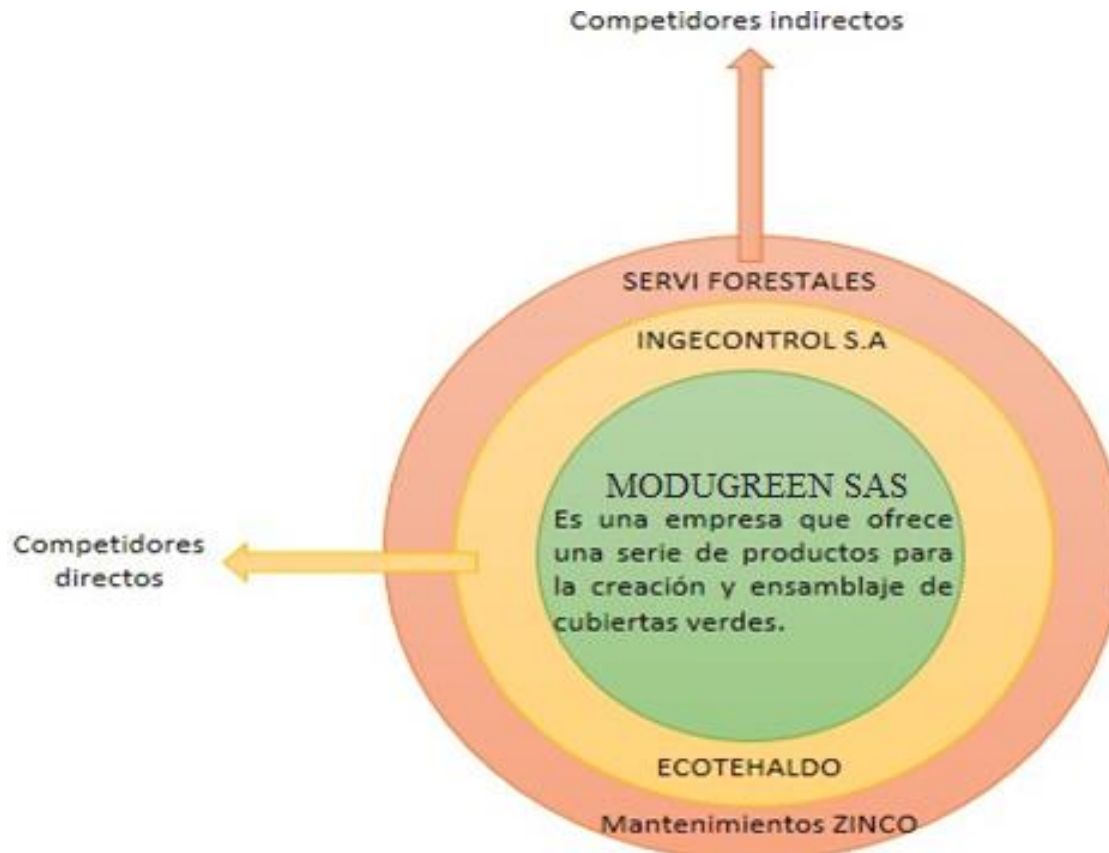 Competidores indirectos
SERVI FORESTALES
INGECONTROL S.A
MODUGREEN SAS
Es una empresa que ofrece
una serie de productos para
la creación y ensamblaje de
cubiertas verdes.
Competidores
directos
ECOTEHALDO
Mantenimientos ZINCO